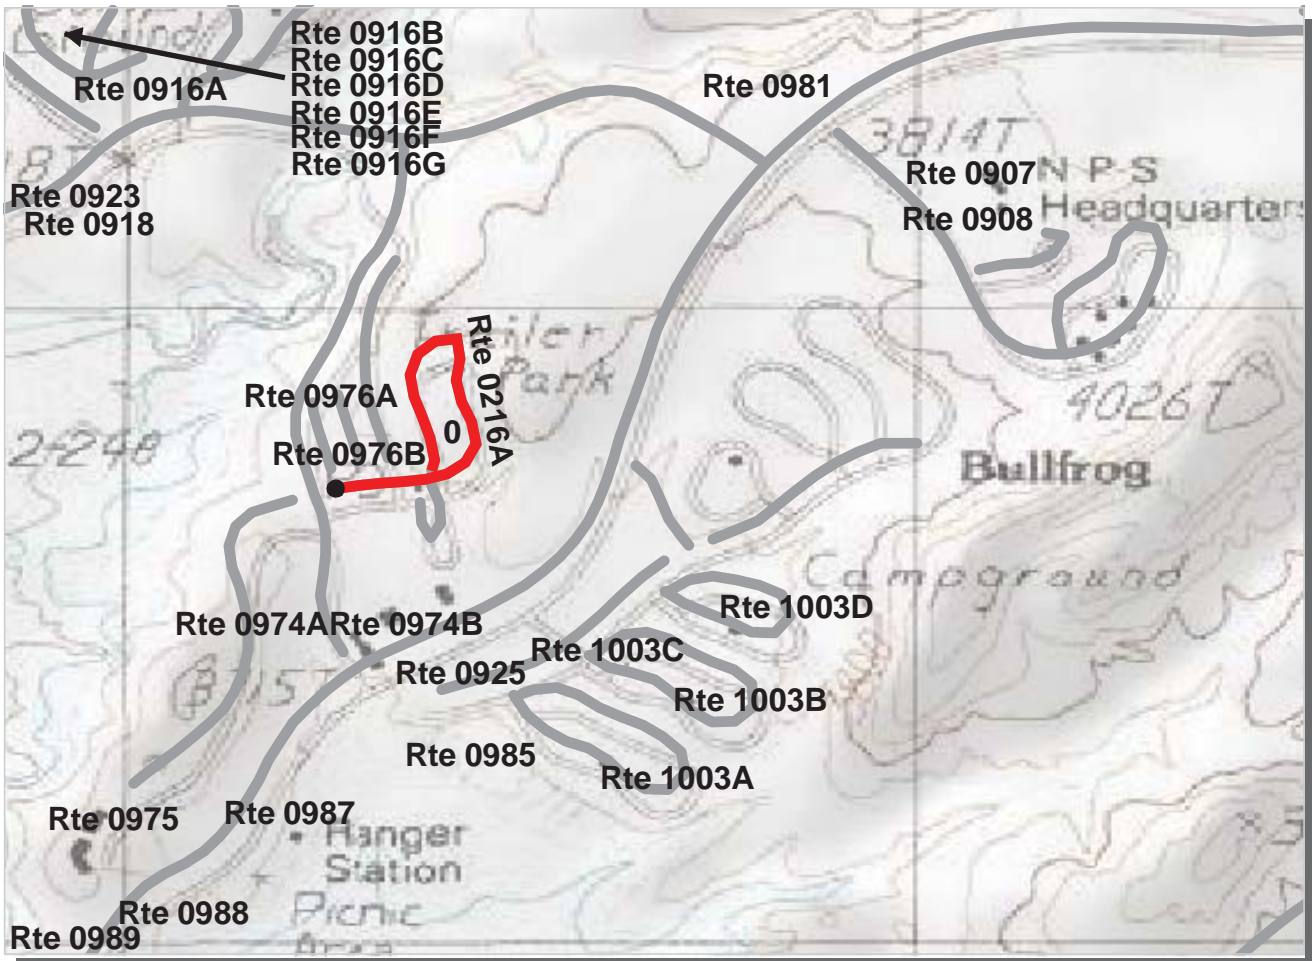 Rte 0916B
Rte 0916C
Rte 0916D
Rte 0916E
Rte 0916F
Rte 0916G
Rte 0916A
Rte 0981
3814T
Rte 0907
N-P-S
Headquarters
Rte 0908
Rte 0923
Rte 0918
Park
Rte 0216A
Rte 0976A
0
Rte 0976B
4026T
Bullfrog
Campground
Rte 1003D
Rte 0974A
Rte 0974B
Rte 1003C
Rte 0925
Rte 1003B
Rte 0985
Rte 1003A
Rte 0975
Rte 0987
Ranger
Station
Picnic
Area
Rte 0988
Rte 0989